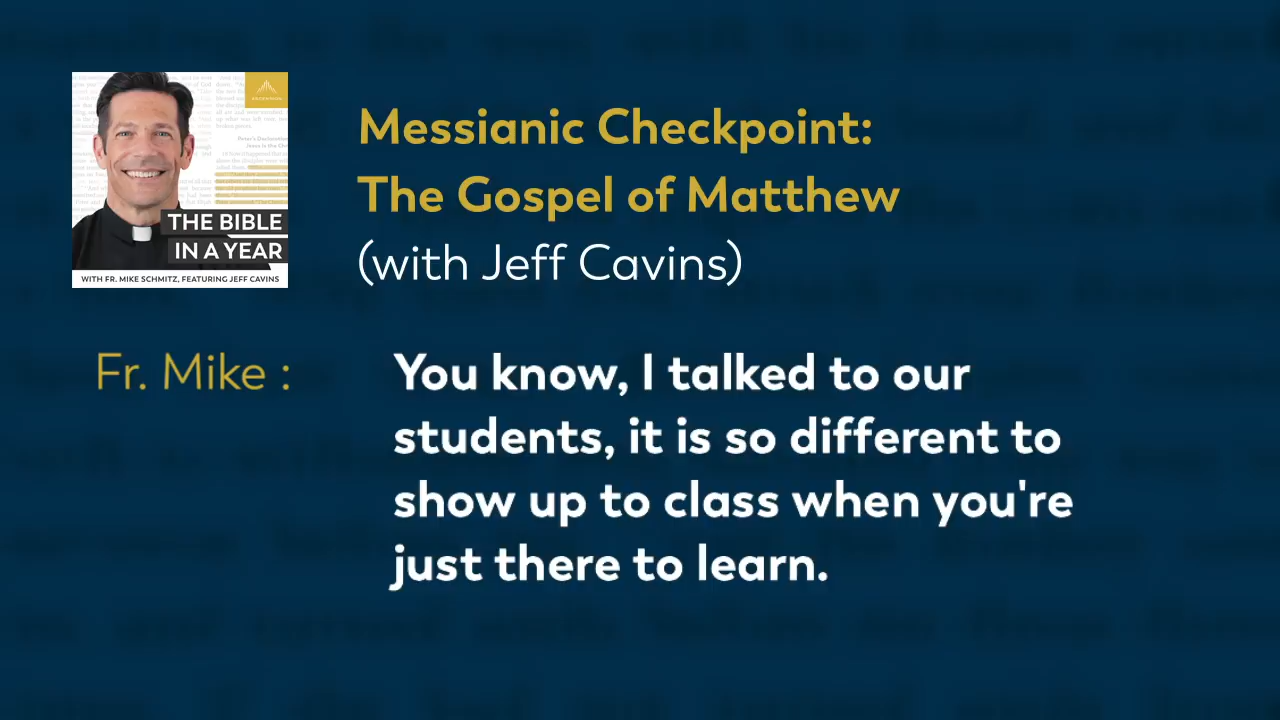 THE BIBLE
IN A YEAR
WITH FR. MIKE SCHMITZ, FEATURING JEFF CAVINS
Messianic Checkpoint:
The Gospel of Matthew
(with Jeff Cavins)
Fr. Mike :
You know, I talked to our
students, it is so different to
show up to class when you're
just there to learn.